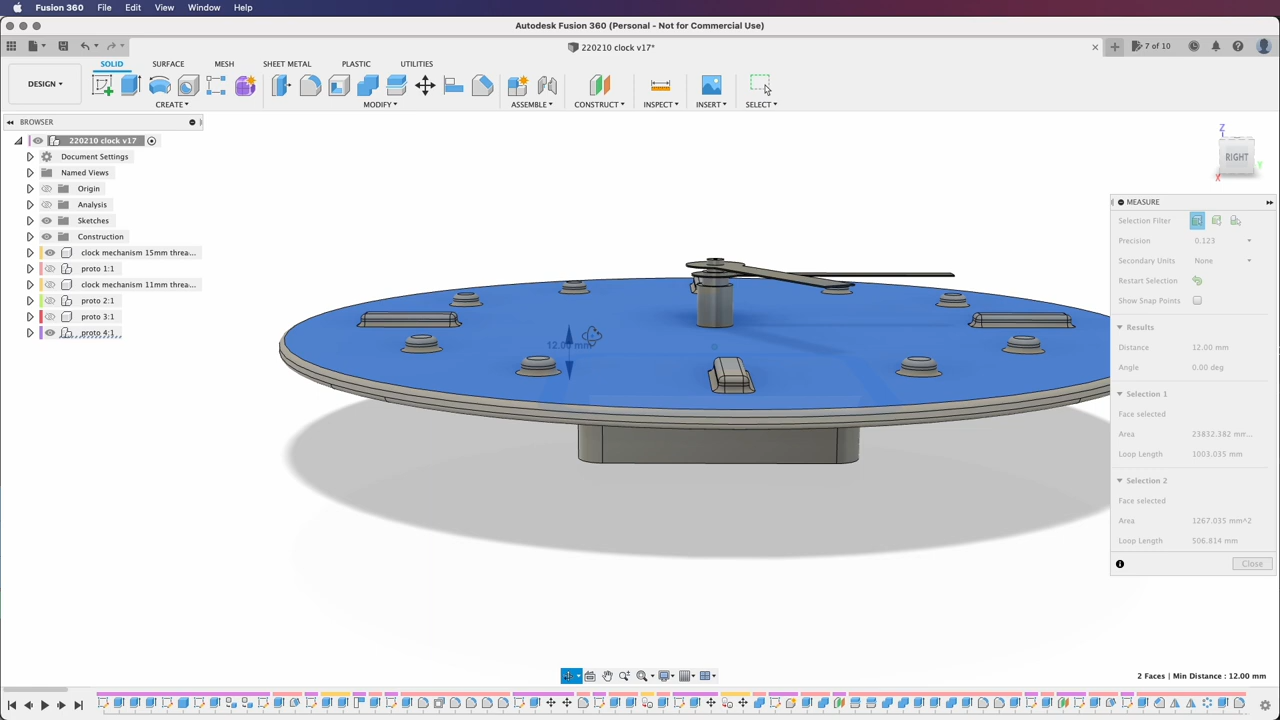 Fusion 360 File Edit View Window Help
Autodesk Fusion 360 (Personal - Not for Commercial Use)
220210 clock v17*
7 of 10
DESIGN
SOLID SURFACE MESH SHEET METAL PLASTIC UTILITIES
CREATE MODIFY ASSEMBLE CONSTRUCT INSPECT INSERT SELECT
BROWSER
220210 clock v17
Document Settings
Named Views
Origin
Analysis
Sketches
Construction
clock mechanism 15mm threa...
proto 1:1
clock mechanism 11mm threa...
proto 2:1
proto 3:1
proto 4:1
12.00 mm
Z
RIGHT
X
Y
MEASURE
Selection Filter
Precision 0.123
Secondary Units None
Restart Selection
Show Snap Points
Results
Distance 12.00 mm
Angle 0.00 deg
Selection 1
Face selected
Area 23832.382 mm...
Loop Length 1003.035 mm
Selection 2
Face selected
Area 1267.035 mm^2
Loop Length 506.814 mm
Close
2 Faces | Min Distance : 12.00 mm